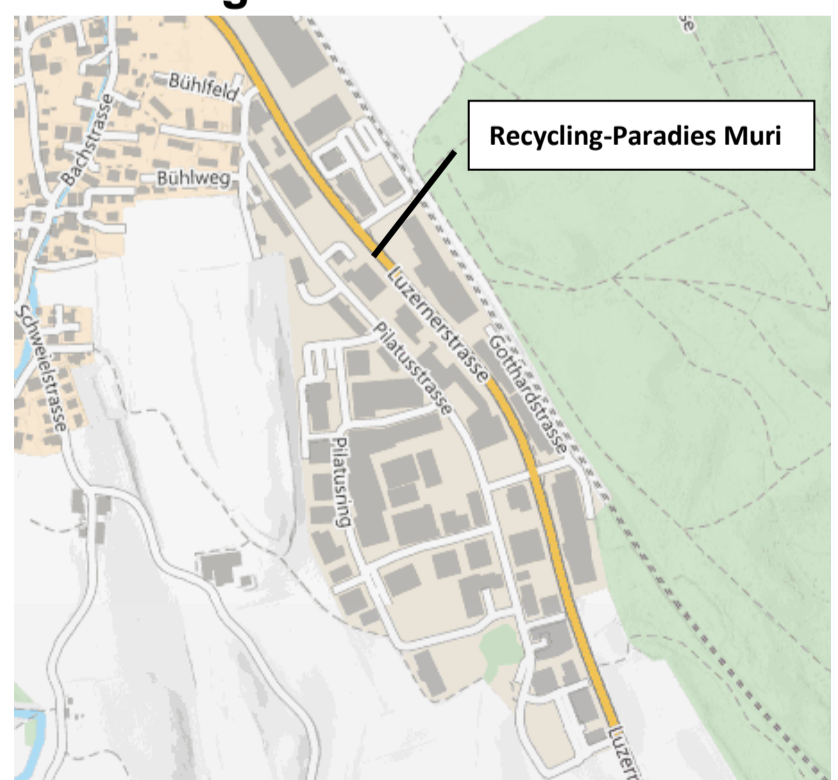 Bühlfeld
Bachstrasse
Recycling-Paradies Muri
Bühlweg
Luzernerstrasse
Schweielstrasse
Pilatusstrasse
Gotthardstrasse
Pilatusring